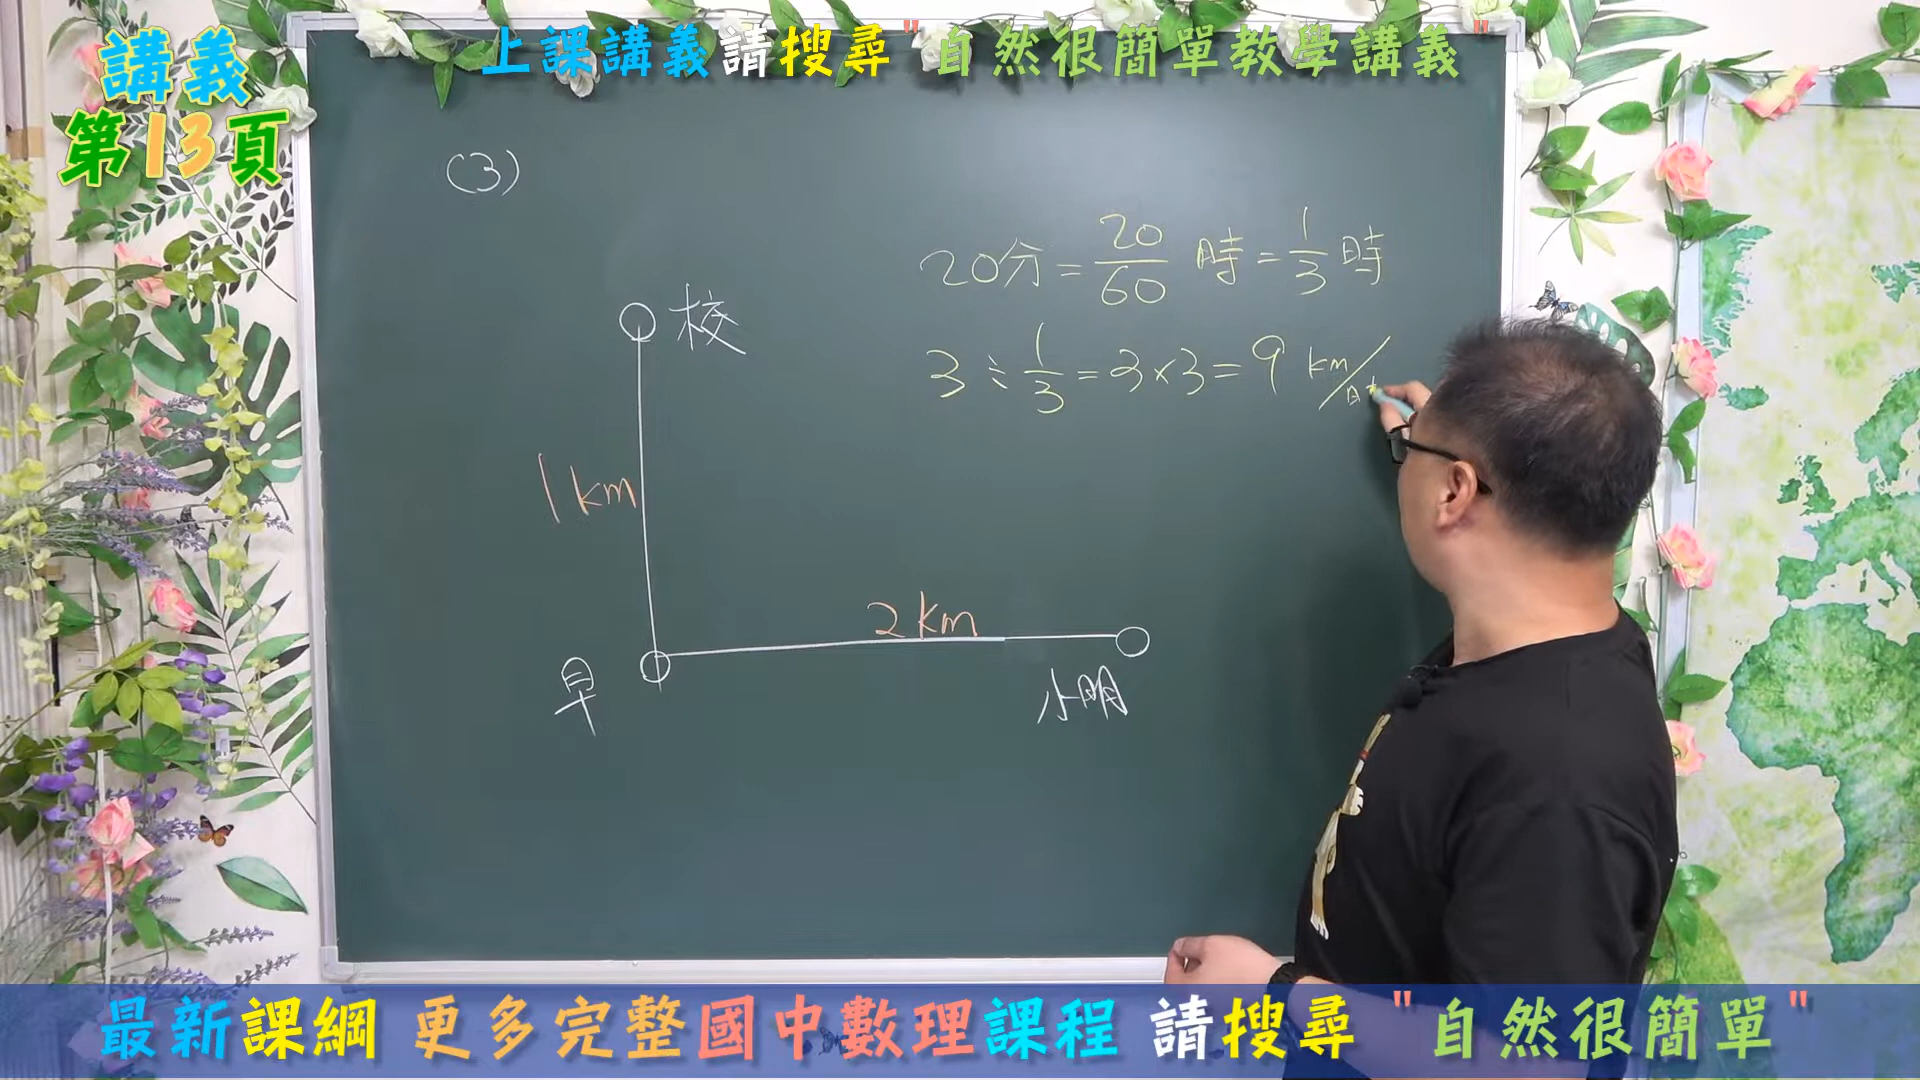 上課講義請搜尋"自然很簡單教學講義"
講義
第13頁
(3)
20分=20/60時=1/3時
3÷1/3=3×3=9 km/時
校
1km
2km
早
小明
最新課綱 更多完整國中數理課程 請搜尋 "自然很簡單"